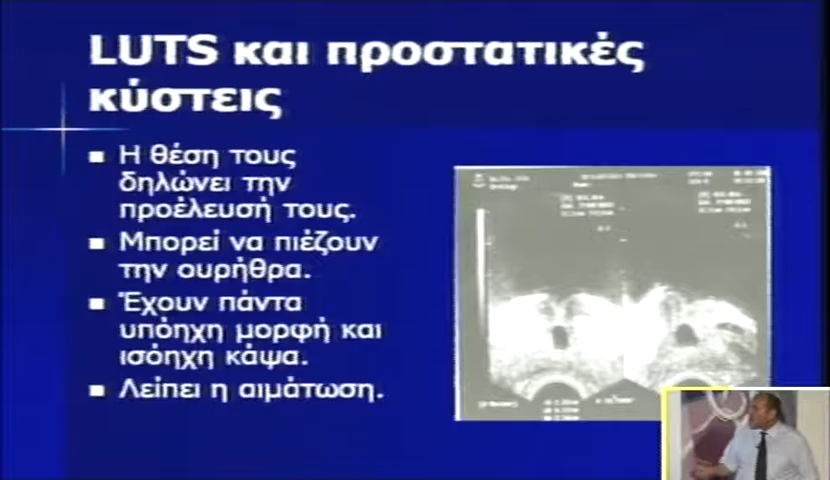 LUTS και προστατικές
κύστεις
Η θέση τους
δηλώνει την
προέλευσή τους.
Μπορεί να πιέζουν
την ουρήθρα.
Έχουν πάντα
υπόηχη μορφή και
ισόηχη κάψα.
Λείπει η αιμάτωση.